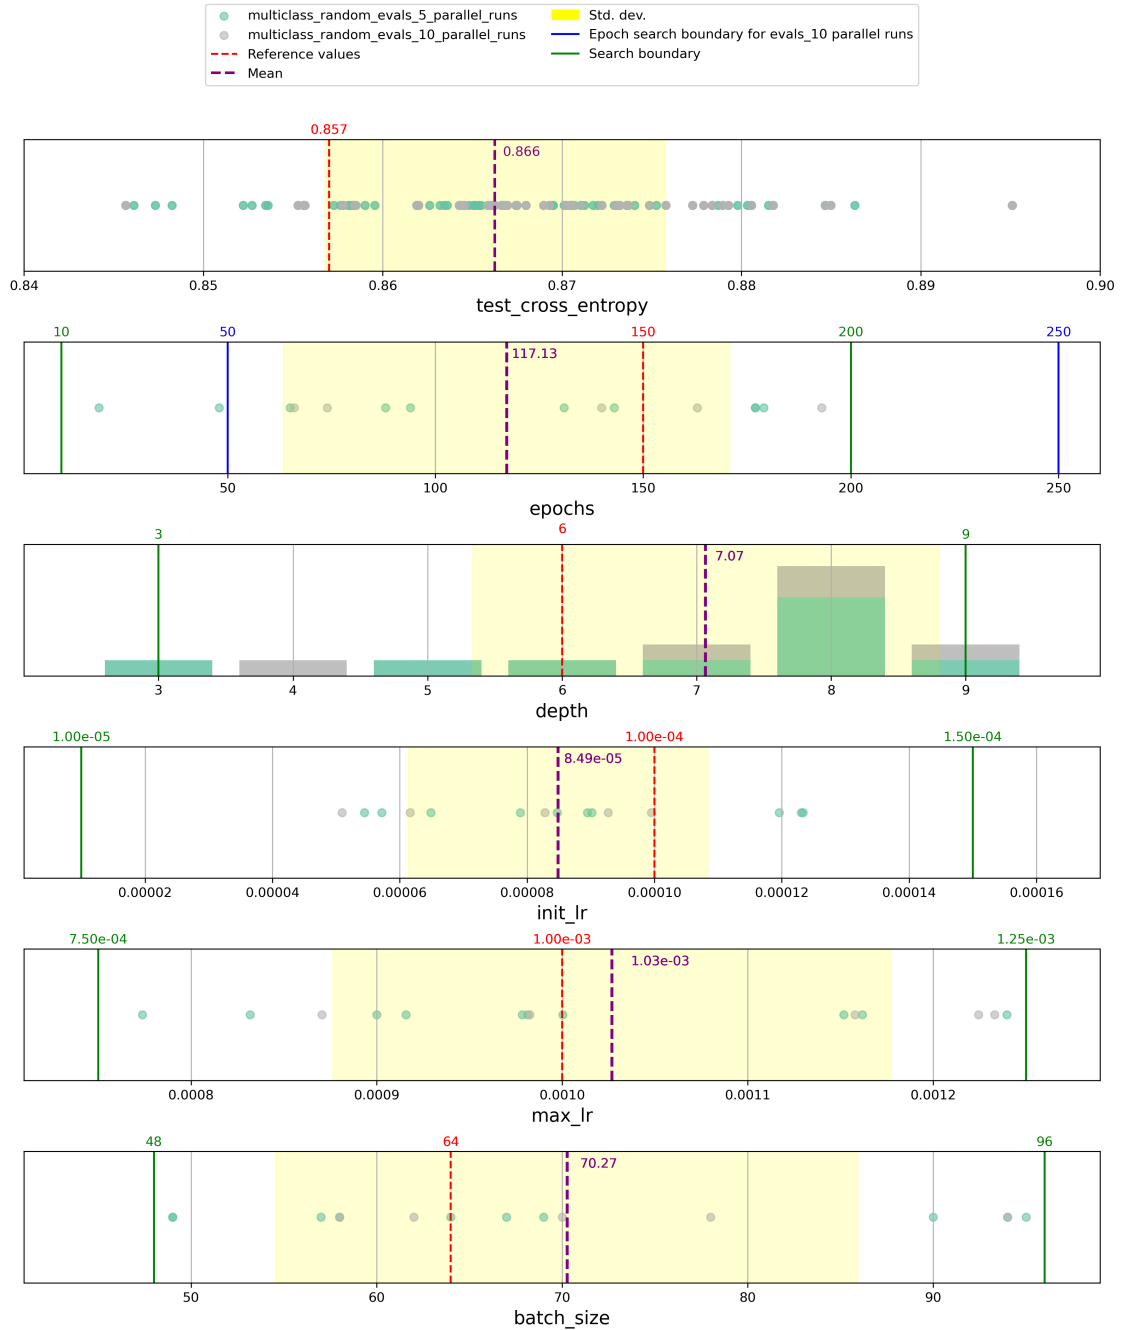 multiclass_random_evals_5_parallel_runs
multiclass_random_evals_10_parallel_runs
Reference values
Mean
Std. dev.
Epoch search boundary for evals_10 parallel runs
Search boundary
0.857
0.866
0.84 0.85 0.86 0.87 0.88 0.89 0.90
test_cross_entropy
10 50 150 200 250
117.13
50 100 150 200 250
epochs
3 6 9
7.07
3 4 5 6 7 8 9
depth
1.00e-05 1.00e-04 1.50e-04
8.49e-05
0.00002 0.00004 0.00006 0.00008 0.00010 0.00012 0.00014 0.00016
init_lr
7.50e-04 1.00e-03 1.25e-03
1.03e-03
0.0008 0.0009 0.0010 0.0011 0.0012
max_lr
48 64 96
70.27
50 60 70 80 90
batch_size